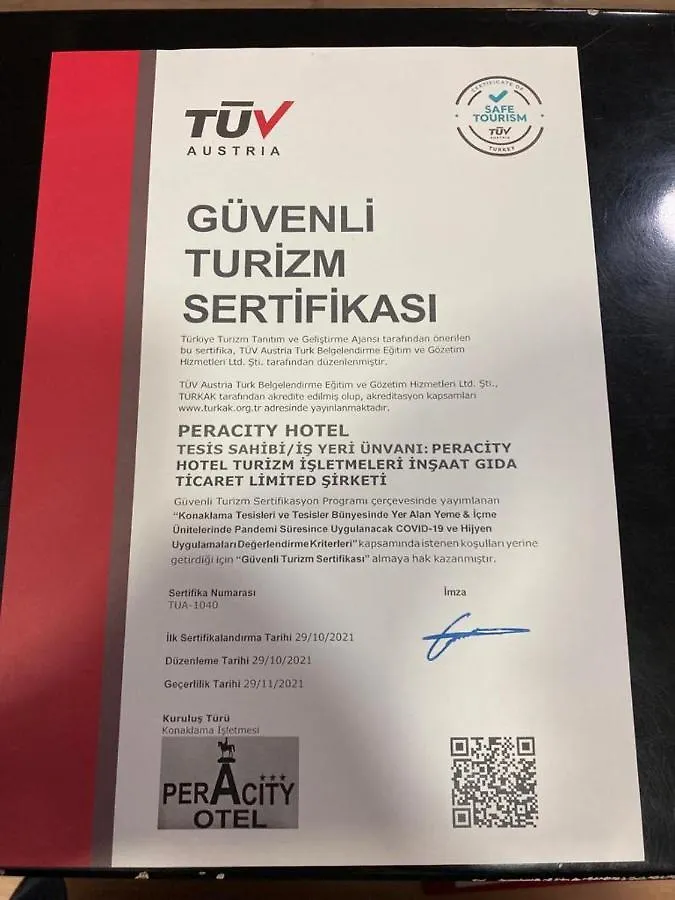 TÜV
AUSTRIA
CERTIFICATE OF
SAFE
TOURISM
TÜV
AUSTRIA
TURKEY
GÜVENLİ
TURİZM
SERTİFİKASI
Türkiye Turizm Tanıtım ve Geliştirme Ajansı tarafından önerilen
bu sertifika, TÜV Austria Turk Belgelendirme Eğitim ve Gözetim
Hizmetleri Ltd. Şti. tarafından düzenlenmiştir.
TÜV Austria Turk Belgelendirme Eğitim ve Gözetim Hizmetleri Ltd. Şti.,
TÜRKAK tarafından akredite edilmiş olup, akreditasyon kapsamları
www.turkak.org.tr adresinde yayınlanmaktadır.
PERACITY HOTEL
TESİS SAHİBİ/İŞ YERİ ÜNVANI: PERACİTY
HOTEL TURİZM İŞLETMELERİ İNŞAAT GIDA
TİCARET LİMİTED ŞİRKETİ
Güvenli Turizm Sertifikasyon Programı çerçevesinde yayımlanan
"Konaklama Tesisleri ve Tesisler Bünyesinde Yer Alan Yeme & İçme
Ünitelerinde Pandemi Süresince Uygulanacak COVID-19 ve Hijyen
Uygulamaları Değerlendirme Kriterleri" kapsamında istenen koşulları yerine
getirdiği için "Güvenli Turizm Sertifikası" almaya hak kazanmıştır.
Sertifika Numarası
TUA-1040
İmza
İlk Sertifikalandırma Tarihi 29/10/2021
Düzenleme Tarihi 29/10/2021
Geçerlilik Tarihi 29/11/2021
Kuruluş Türü
Konaklama İşletmesi
PERACITY
OTEL